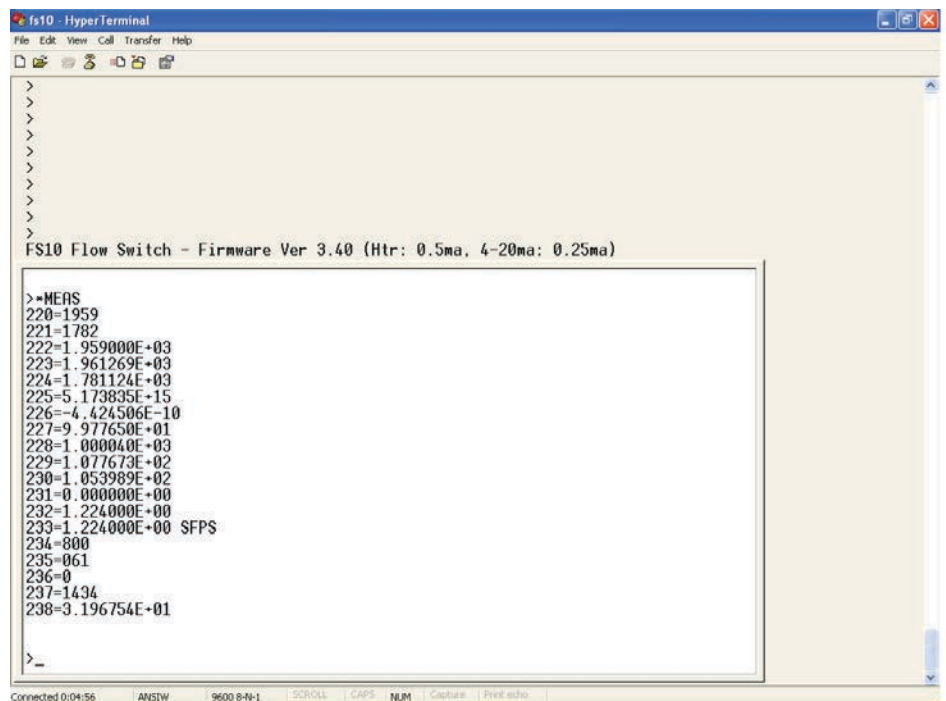 fs10 - HyperTerminal
File Edit View Call Transfer Help
>
>
>
>
>
>
>
>
>
>
FS10 Flow Switch - Firmware Ver 3.40 (Htr: 0.5ma, 4-20ma: 0.25ma)
>*MEAS
220=1959
221=1782
222=1.959000E+03
223=1.961269E+03
224=1.781124E+03
225=5.173835E+15
226=-4.424506E-10
227=9.977650E+01
228=1.000040E+03
229=1.077673E+02
230=1.053989E+02
231=0.000000E+00
232=1.224000E+00
233=1.224000E+00 SFPS
234=800
235=061
236=0
237=1434
238=3.196754E+01
>_
Connected 0:04:56 ANSIW 9600 8-N-1 SCROLL CAPS NUM Capture Print echo